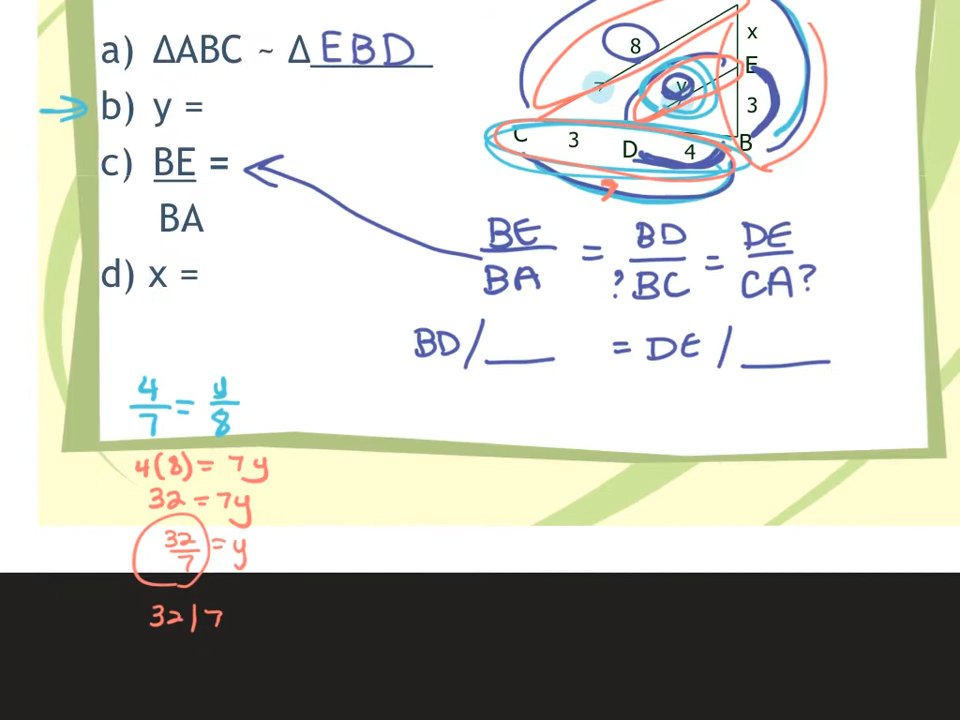 a) ΔABC ~ Δ EBD
b) y =
c) BE =
BA
d) x =
8
x
E
y
3
C
3
D
4
B
BE/BA = BD/BC = DE/CA
? ?
BD/___ = DE/___
4/7 = y/8
4(8) = 7y
32 = 7y
32/7 = y
32/7